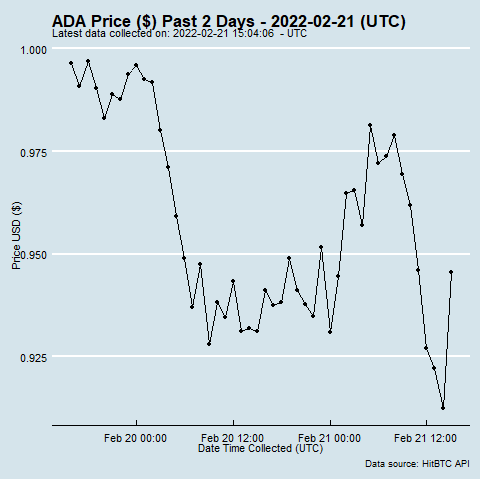 ADA Price ($) Past 2 Days - 2022-02-21 (UTC)
Latest data collected on: 2022-02-21 15:04:06  - UTC
1.000
0.975
0.950
0.925
Price USD ($)
Feb 20 00:00 Feb 20 12:00 Feb 21 00:00 Feb 21 12:00
Date Time Collected (UTC)
Data source: HitBTC API